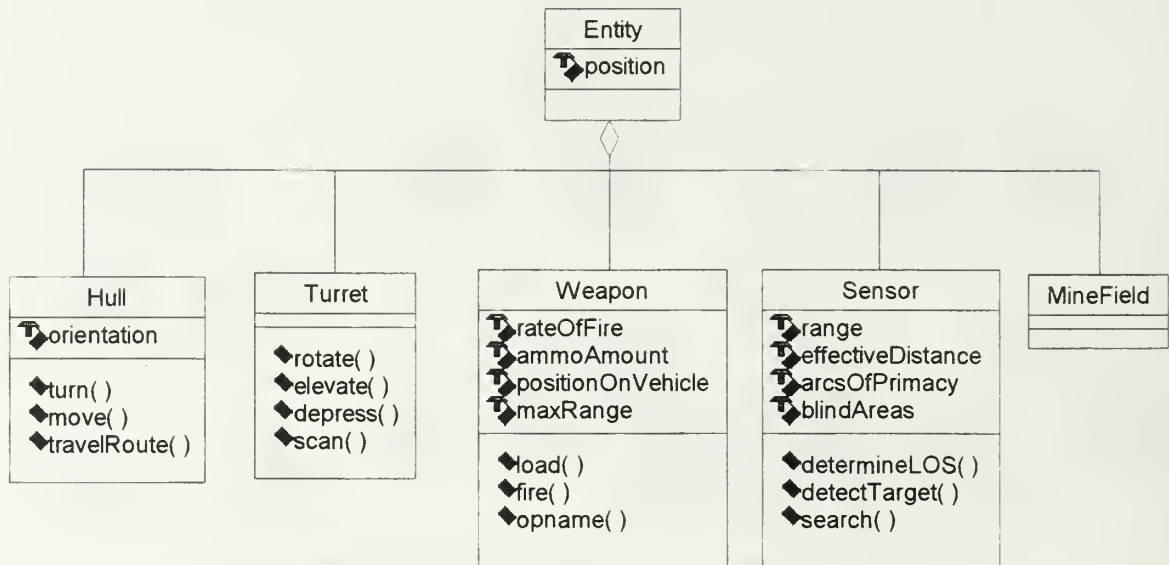 Entity
position
Hull
orientation
turn( )
move( )
travelRoute( )
Turret
rotate( )
elevate( )
depress( )
scan( )
Weapon
rateOfFire
ammoAmount
positionOnVehicle
maxRange
load( )
fire( )
opname( )
Sensor
range
effectiveDistance
arcsOfPrimacy
blindAreas
determineLOS( )
detectTarget( )
search( )
MineField